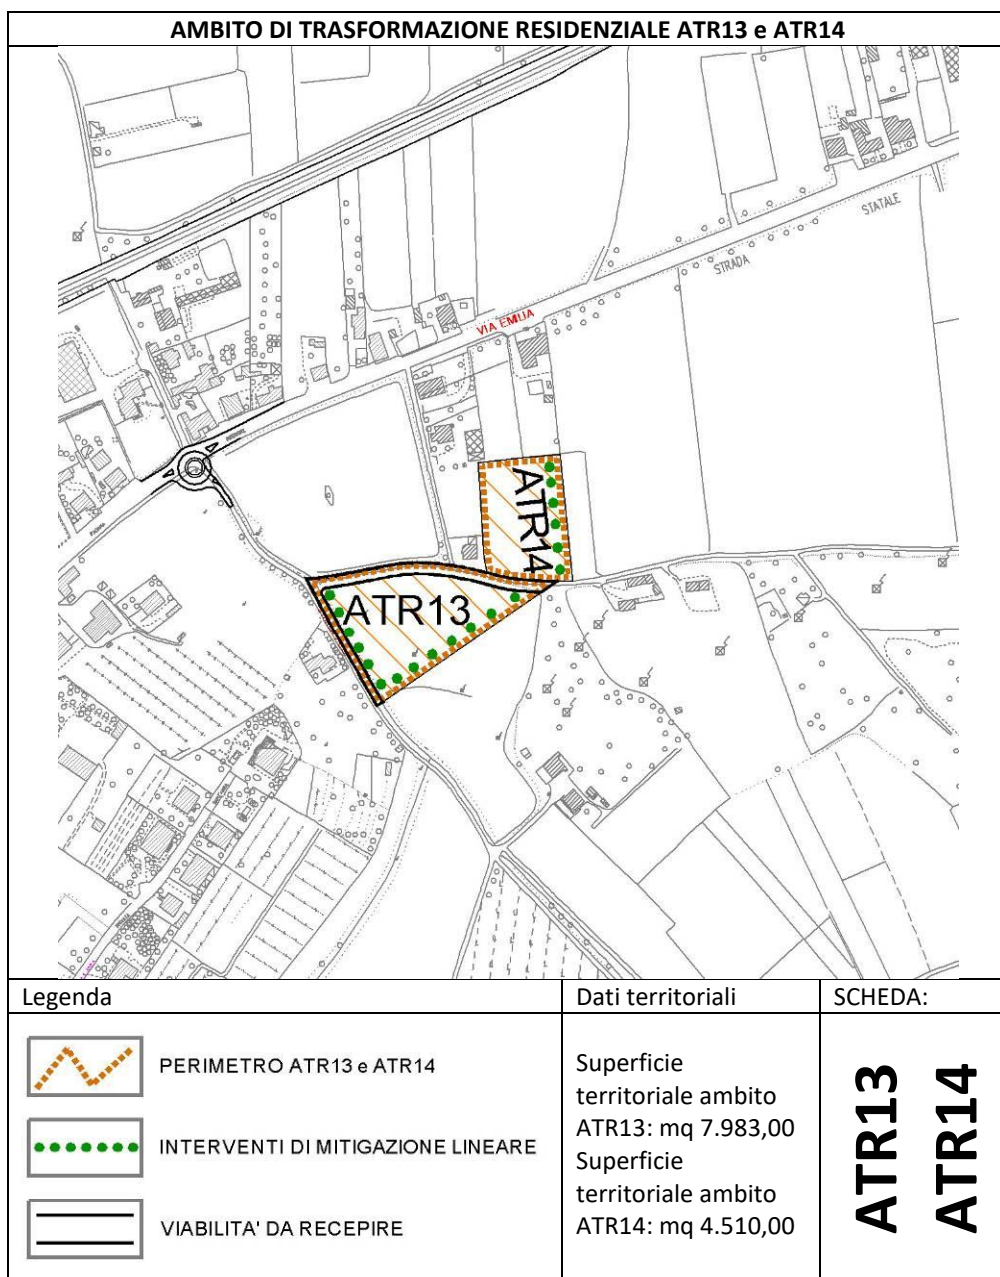 AMBITO DI TRASFORMAZIONE RESIDENZIALE ATR13 e ATR14
STATALE
STRADA
VIA EMILIA
ATR14
ATR13
Legenda
Dati territoriali
SCHEDA:
PERIMETRO ATR13 e ATR14
INTERVENTI DI MITIGAZIONE LINEARE
VIABILITA' DA RECEPIRE
Superficie
territoriale ambito
ATR13: mq 7.983,00
Superficie
territoriale ambito
ATR14: mq 4.510,00
ATR13
ATR14